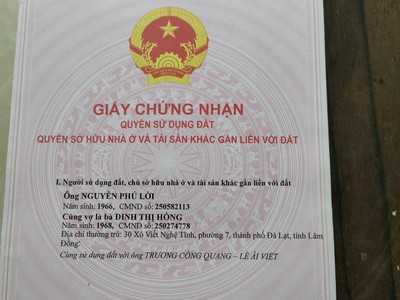 GIẤY CHỨNG NHẬN
QUYỀN SỬ DỤNG ĐẤT
QUYỀN SỞ HỮU NHÀ Ở VÀ TÀI SẢN KHÁC GẮN LIỀN VỚI ĐẤT
I. Người sử dụng đất, chủ sở hữu nhà ở và tài sản khác gắn liền với đất
Ông NGUYỄN PHÚ LỢI
Năm sinh: 1966, CMND số: 250582113
Cùng vợ là bà ĐINH THỊ HỒNG
Năm sinh: 1968, CMND số: 250274778
Địa chỉ thường trú: 30 Xô Viết Nghệ Tĩnh, phường 7, thành phố Đà Lạt, tỉnh Lâm
Đồng:
Cùng sử dụng đất với ông TRƯƠNG CÔNG QUANG – LÊ ÁI VIỆT